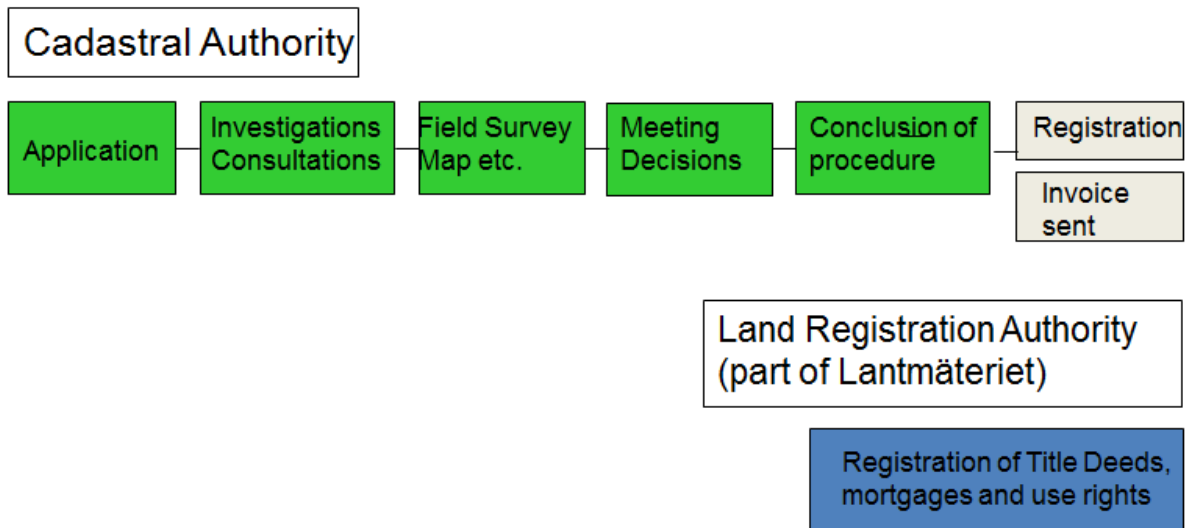 Cadastral Authority
Application
Investigations
Consultations
Field Survey
Map etc.
Meeting
Decisions
Conclusion of
procedure
Registration
Invoice
sent
Land Registration Authority
(part of Lantmäteriet)
Registration of Title Deeds,
mortgages and use rights